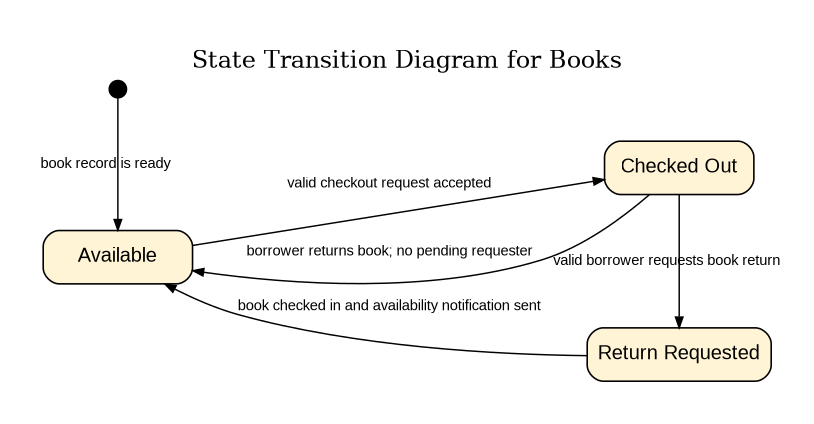 State Transition Diagram for Books
book record is ready
Checked Out
valid checkout request accepted
Available
borrower returns book; no pending requester
valid borrower requests book return
book checked in and availability notification sent
Return Requested